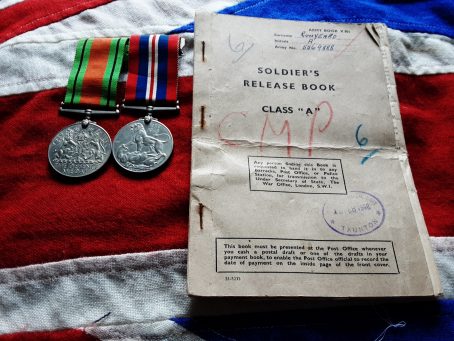 ARMY BOOK X 801
Surname
Initials A
Army No.
SOLDIER'S
RELEASE BOOK
CLASS "A"
CMP
6
Any person finding this Book is
requested to hand it in to any
barracks, Post Office, or Police
Station, for transmission to the
Under Secretary of State, The
War Office, London, S.W.1.
TAUNTON
This book must be presented at the Post Office whenever
you cash a postal draft or one of the drafts in your
payment book, to enable the Post Office official to record the
date of payment on the inside page of the front cover.